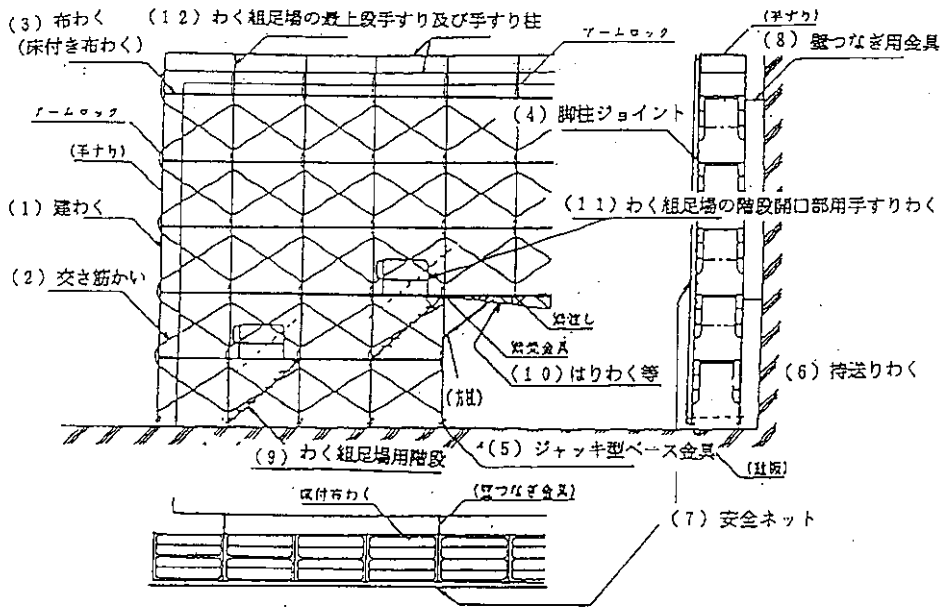 (3) 布わく
(床付き布わく)
(12) わく組足場の最上段手すり及び手すり柱
アームロック
(手すり)
(8) 壁つなぎ用金具
アームロック
(4) 脚柱ジョイント
(手すり)
(1) 建わく
(11) わく組足場の階段開口部用手すりわく
(2) 交さ筋かい
梁受金具
(10) はりわく等
(方杖)
(6) 持送りわく
(9) わく組足場用階段
(5) ジャッキ型ベース金具
床付布わく
(壁つなぎ金具)
(7) 安全ネット